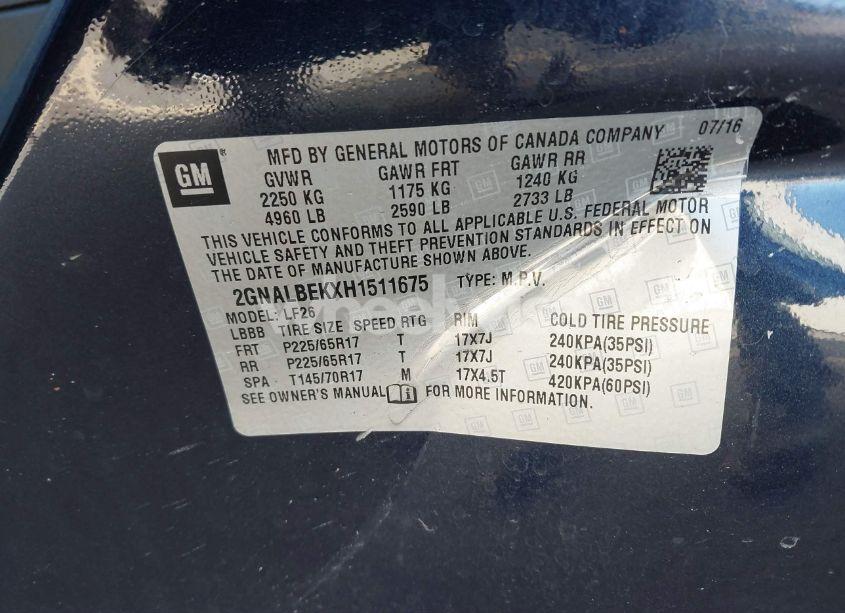 GM
MFD BY GENERAL MOTORS OF CANADA COMPANY 07/16
GVWR GAWR FRT GAWR RR
2250 KG 1175 KG 1240 KG
4960 LB 2590 LB 2733 LB
THIS VEHICLE CONFORMS TO ALL APPLICABLE U.S. FEDERAL MOTOR
VEHICLE SAFETY AND THEFT PREVENTION STANDARDS IN EFFECT ON
THE DATE OF MANUFACTURE SHOWN ABOVE.
2GNALBEKXH1511675 TYPE: M.P.V.
MODEL: LF26
LBBB TIRE SIZE SPEED RTG RIM COLD TIRE PRESSURE
FRT P225/65R17 T 17X7J 240KPA(35PSI)
RR P225/65R17 T 17X7J 240KPA(35PSI)
SPA T145/70R17 M 17X4.5T 420KPA(60PSI)
SEE OWNER'S MANUAL FOR MORE INFORMATION.